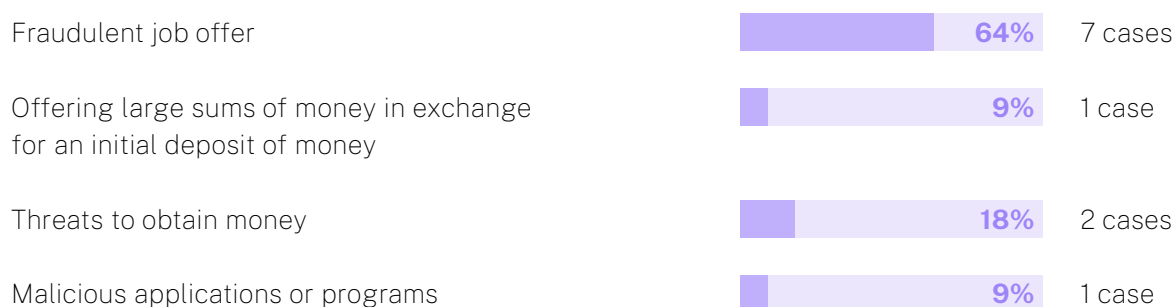 Fraudulent job offer 64% 7 cases
Offering large sums of money in exchange 9% 1 case
for an initial deposit of money
Threats to obtain money 18% 2 cases
Malicious applications or programs 9% 1 case